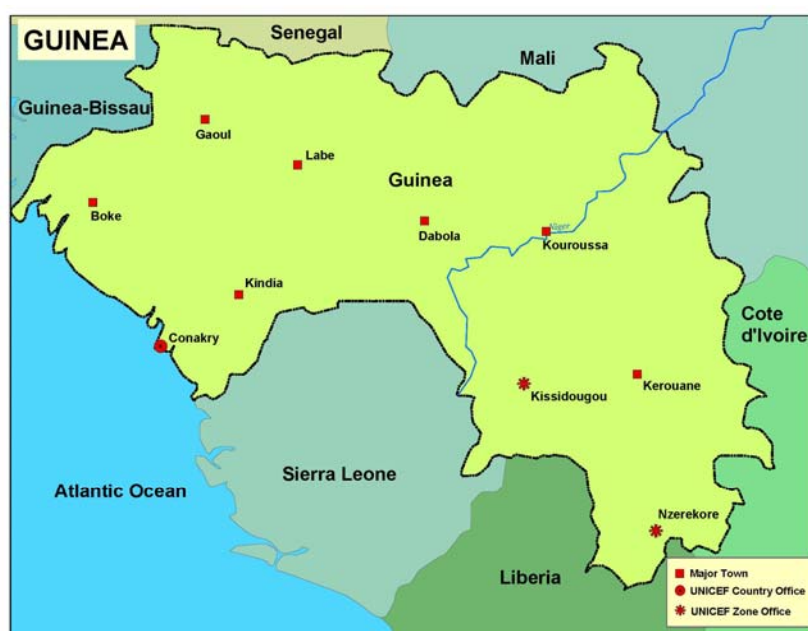 GUINEA
Senegal
Mali
Guinea-Bissau
Gaoul
Labe
Guinea
Boke
Dabola
Niger
Kouroussa
Kindia
Cote
d'Ivoire
Conakry
Kissidougou
Kerouane
Sierra Leone
Atlantic Ocean
Nzerekore
Liberia
Major Town
UNICEF Country Office
UNICEF Zone Office